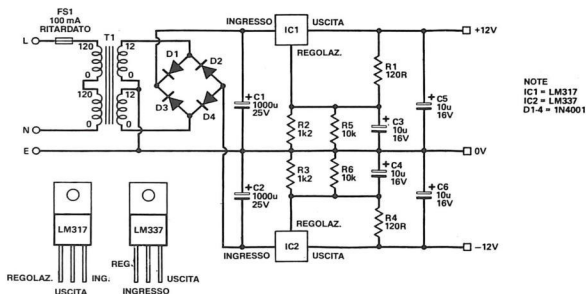 FS1
100 mA
RITARDATO
T1
L
120
0
120
0
12
0
12
0
N
E
D1
D2
D3
D4
INGRESSO
IC1
USCITA
REGOLAZ.
+12V
C1
1000u
25V
R1
120R
R2
1k2
R5
10k
C3
10u
16V
C5
10u
16V
0V
R3
1k2
R6
10k
C4
10u
16V
C6
10u
16V
C2
1000u
25V
REGOLAZ.
R4
120R
INGRESSO
IC2
USCITA
–12V
NOTE
IC1 = LM317
IC2 = LM337
D1-4 = 1N4001
LM317
REGOLAZ.
ING.
USCITA
LM337
REG.
USCITA
INGRESSO